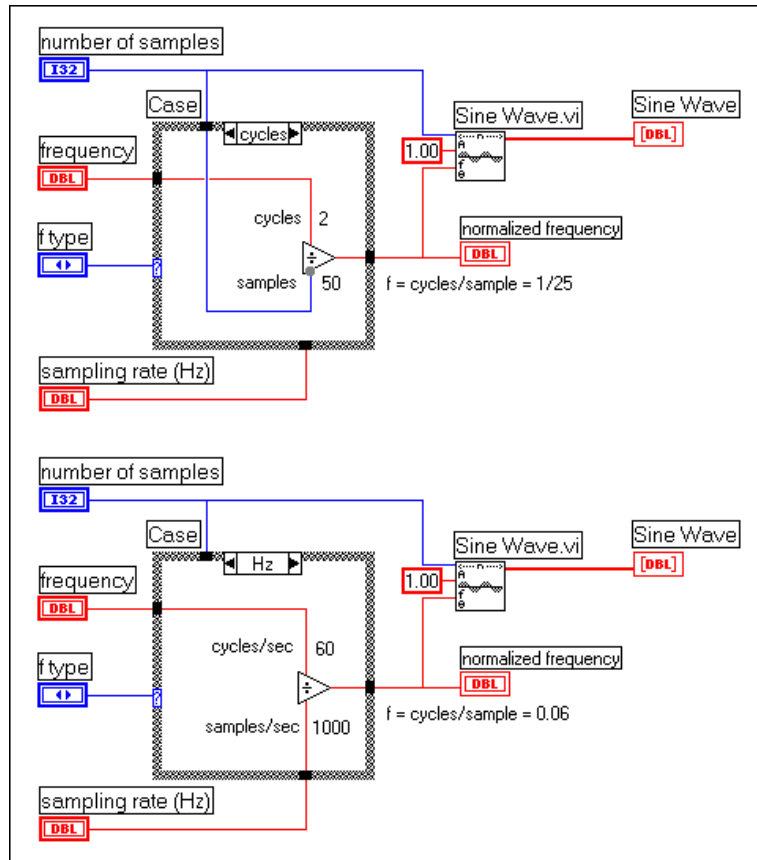 number of samples
I32
Case
cycles
Sine Wave.vi
Sine Wave
[DBL]
frequency
DBL
1.00
n
A
f
θ
cycles 2
normalized frequency
DBL
f type
÷
?
samples 50
f = cycles/sample = 1/25
sampling rate (Hz)
DBL
number of samples
I32
Case
Hz
Sine Wave.vi
Sine Wave
[DBL]
frequency
DBL
1.00
n
A
f
θ
cycles/sec 60
normalized frequency
DBL
f type
÷
?
samples/sec 1000
f = cycles/sample = 0.06
sampling rate (Hz)
DBL